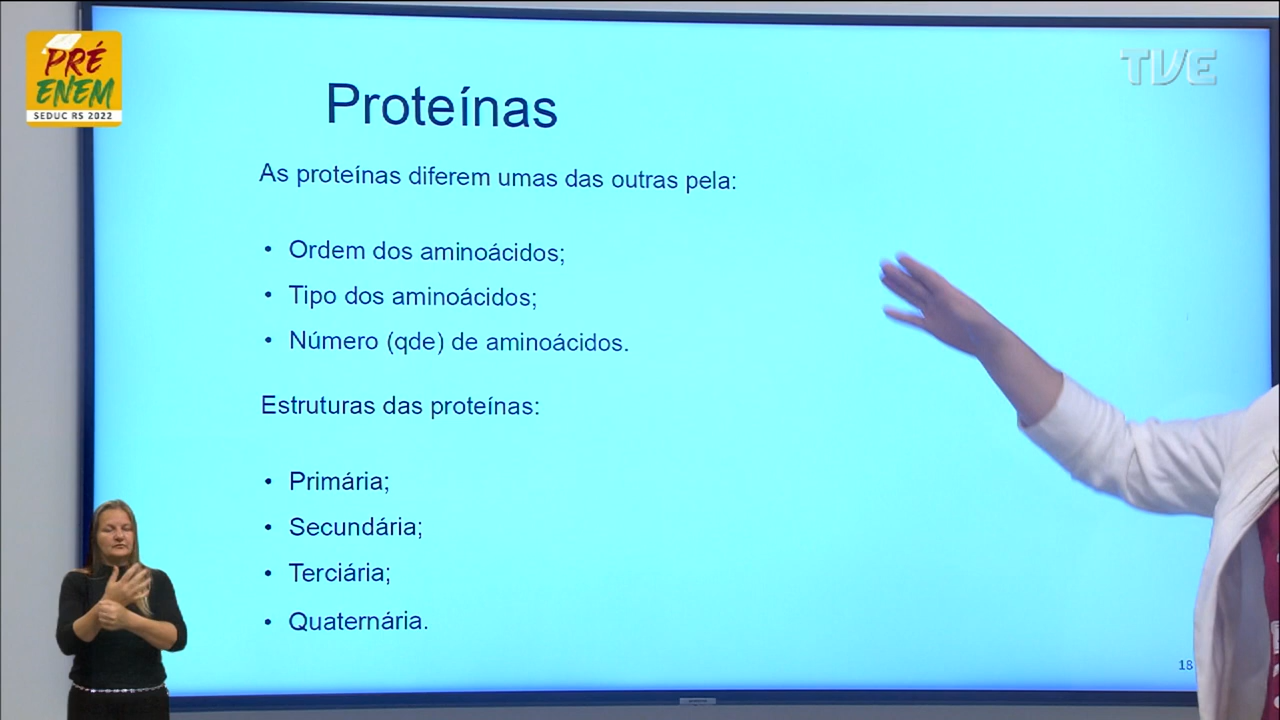 PRÉ
ENEM
SEDUC RS 2022
TVE
Proteínas
As proteínas diferem umas das outras pela:
• Ordem dos aminoácidos;
• Tipo dos aminoácidos;
• Número (qde) de aminoácidos.
Estruturas das proteínas:
• Primária;
• Secundária;
• Terciária;
• Quaternária.
18